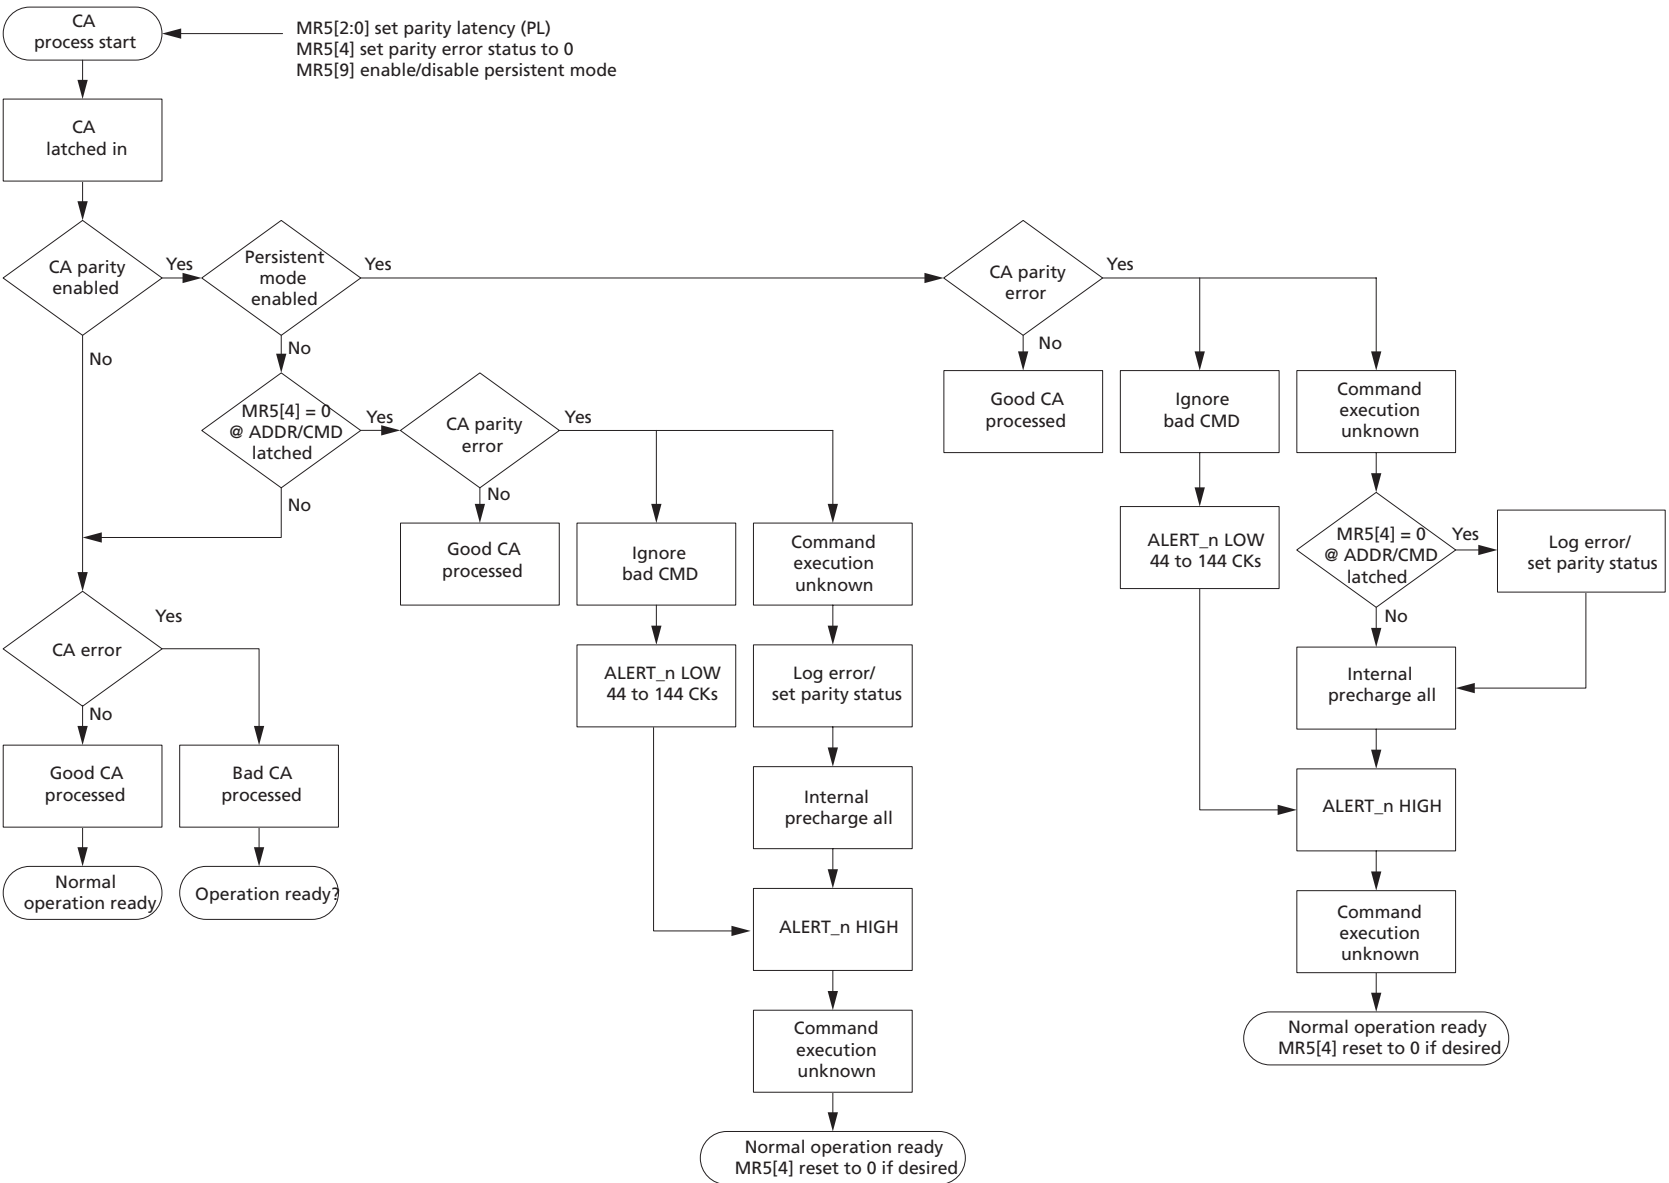 CA
process start
MR5[2:0] set parity latency (PL)
MR5[4] set parity error status to 0
MR5[9] enable/disable persistent mode
CA
latched in
CA parity
enabled
Yes
No
Persistent
mode
enabled
Yes
No
CA parity
error
Yes
No
Good CA
processed
Ignore
bad CMD
Command
execution
unknown
MR5[4] = 0
@ ADDR/CMD
latched
Yes
No
CA parity
error
Yes
No
Good CA
processed
Ignore
bad CMD
Command
execution
unknown
ALERT_n LOW
44 to 144 CKs
MR5[4] = 0
@ ADDR/CMD
latched
Yes
No
Log error/
set parity status
CA error
Yes
No
ALERT_n LOW
44 to 144 CKs
Log error/
set parity status
Internal
precharge all
Good CA
processed
Bad CA
processed
Internal
precharge all
ALERT_n HIGH
Normal
operation ready
Operation ready?
ALERT_n HIGH
Command
execution
unknown
Command
execution
unknown
Normal operation ready
MR5[4] reset to 0 if desired
Normal operation ready
MR5[4] reset to 0 if desired